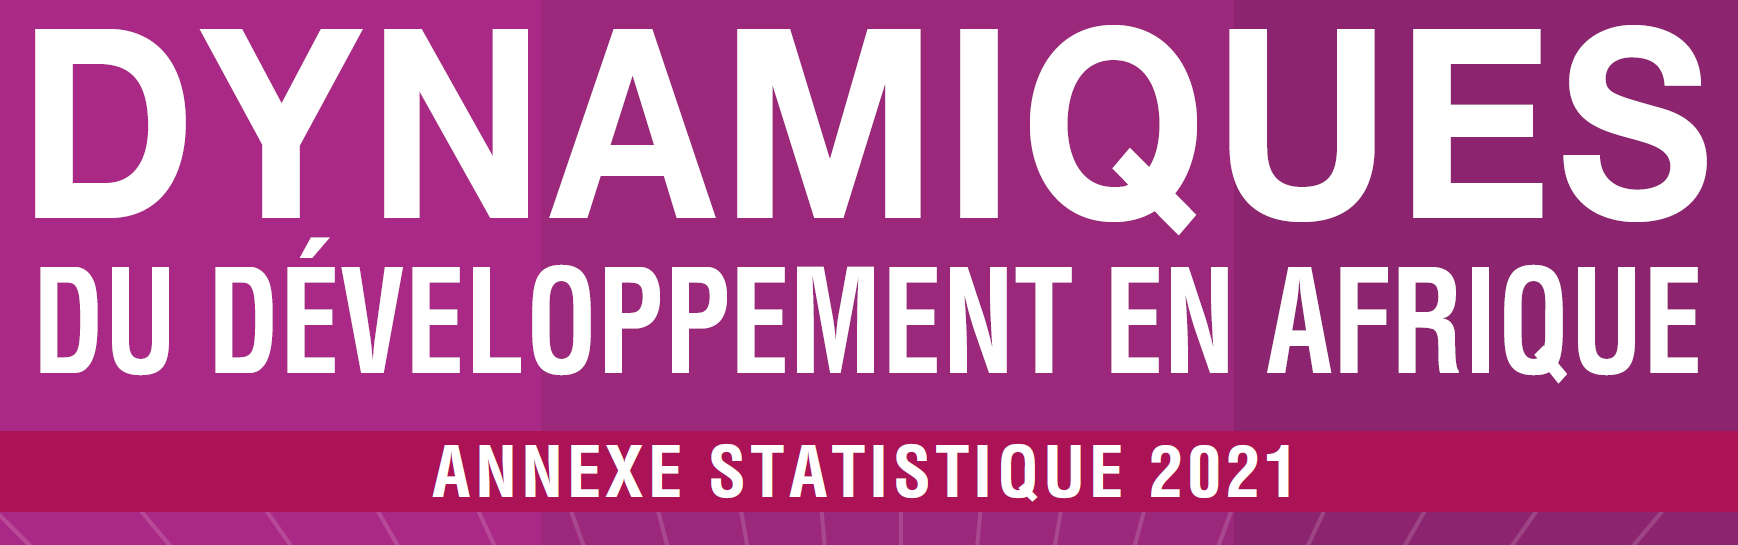 DYNAMIQUES
DU DÉVELOPPEMENT EN AFRIQUE
ANNEXE STATISTIQUE 2021